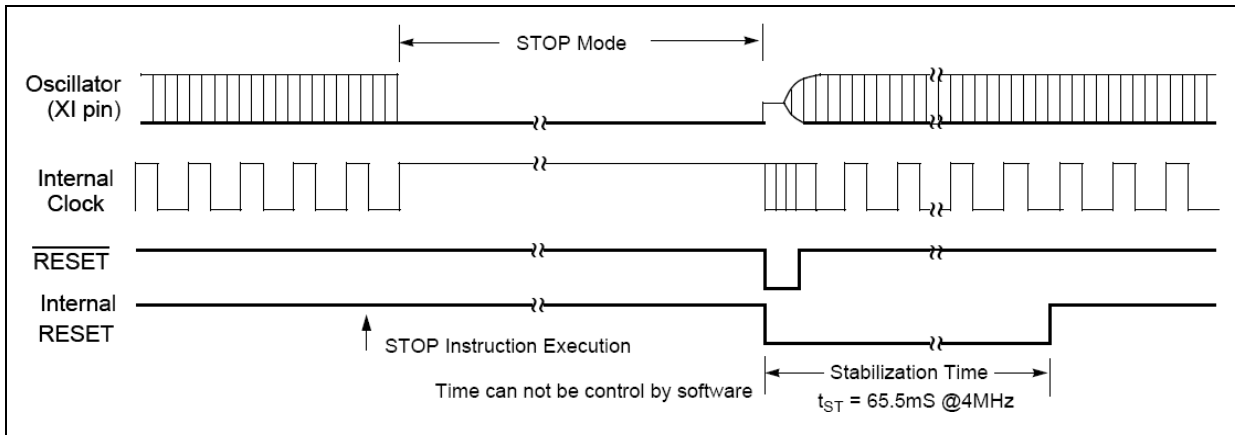 STOP Mode
Oscillator
(XI pin)
Internal
Clock
RESET
Internal
RESET
STOP Instruction Execution
Time can not be control by software
Stabilization Time
tST = 65.5mS @4MHz